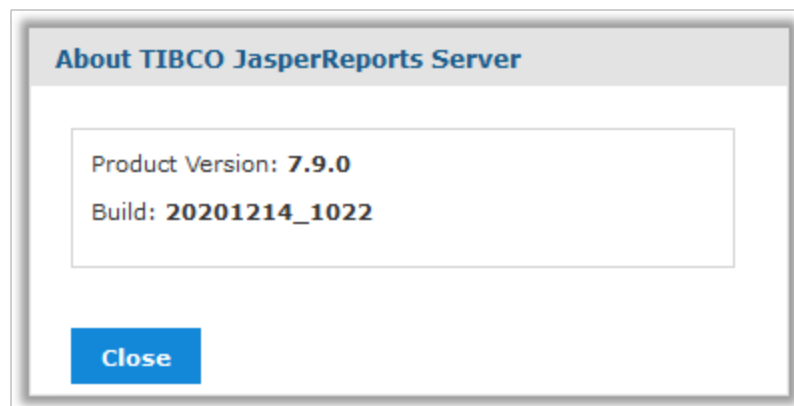 About TIBCO JasperReports Server
Product Version: 7.9.0
Build: 20201214_1022
Close